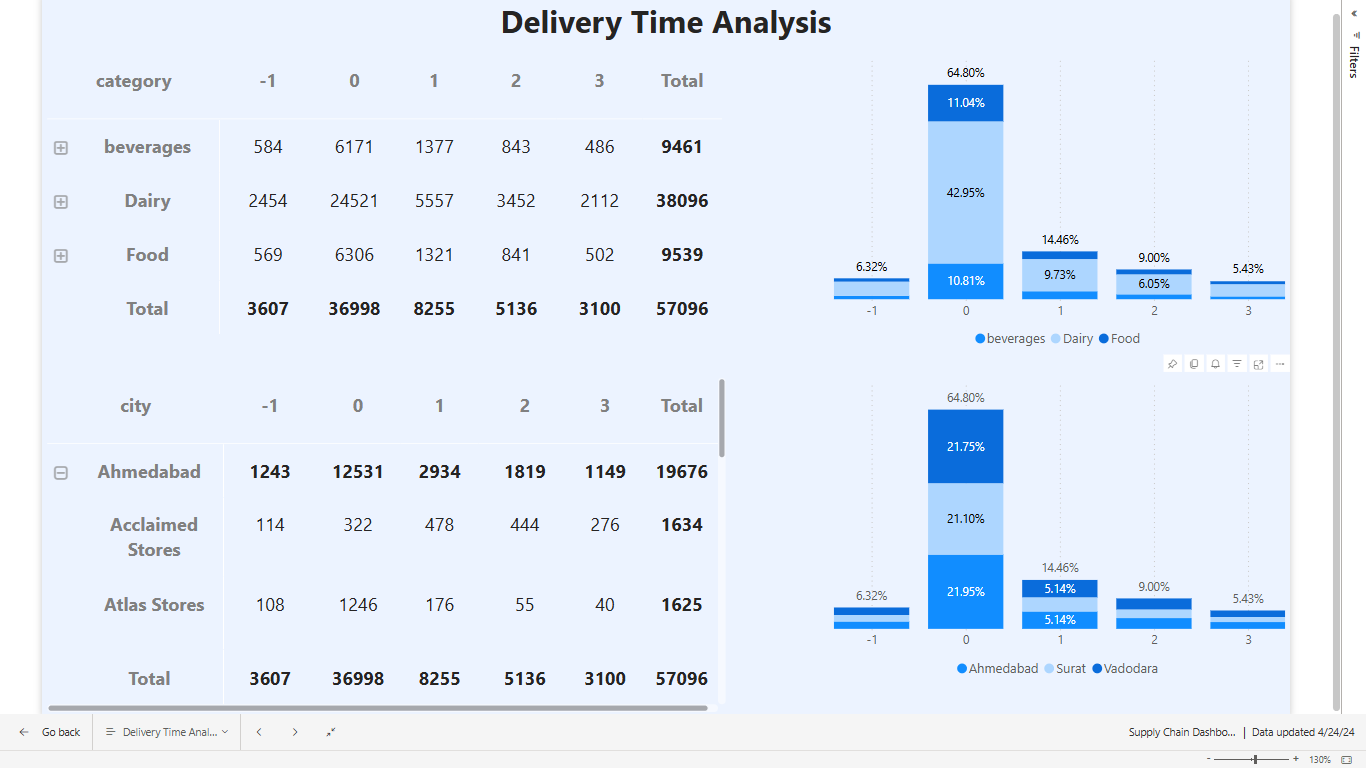 Delivery Time Analysis
category -1 0 1 2 3 Total
beverages 584 6171 1377 843 486 9461
Dairy 2454 24521 5557 3452 2112 38096
Food 569 6306 1321 841 502 9539
Total 3607 36998 8255 5136 3100 57096
64.80%
11.04%
42.95%
10.81%
6.32%
14.46%
9.73%
9.00%
6.05%
5.43%
-1 0 1 2 3
beverages Dairy Food
city -1 0 1 2 3 Total
Ahmedabad 1243 12531 2934 1819 1149 19676
Acclaimed
Stores 114 322 478 444 276 1634
Atlas Stores 108 1246 176 55 40 1625
Total 3607 36998 8255 5136 3100 57096
64.80%
21.75%
21.10%
21.95%
6.32%
14.46%
5.14%
5.14%
9.00%
5.43%
-1 0 1 2 3
Ahmedabad Surat Vadodara
Filters
Go back
Delivery Time Anal...
Supply Chain Dashbo... | Data updated 4/24/24
- + 130%